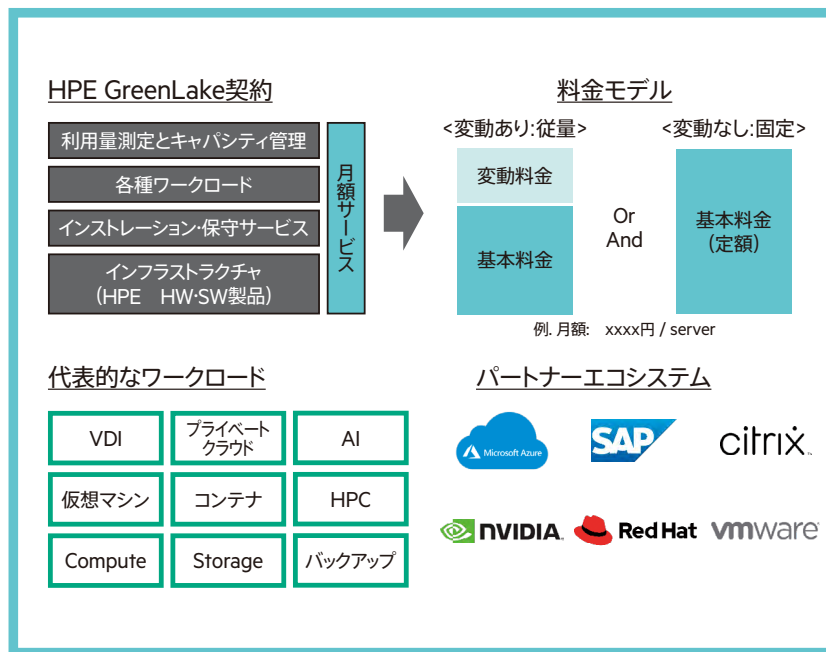 HPE GreenLake契約
利用量測定とキャパシティ管理
各種ワークロード
インストレーション・保守サービス
インフラストラクチャ
(HPE　HW・SW製品)
月額サービス
料金モデル
<変動あり:従量>
変動料金
基本料金
Or
And
<変動なし:固定>
基本料金
(定額)
例. 月額:　xxxx円 / server
代表的なワークロード
VDI
プライベート
クラウド
AI
仮想マシン
コンテナ
HPC
Compute
Storage
バックアップ
パートナーエコシステム
Microsoft Azure
SAP
citrix
NVIDIA.
Red Hat
vmware